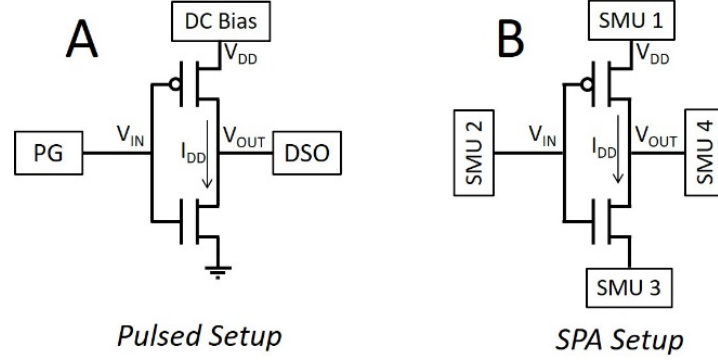 A
DC Bias
V_DD
PG
V_IN
I_DD
V_OUT
DSO
Pulsed Setup
B
SMU 1
V_DD
SMU 2
V_IN
I_DD
V_OUT
SMU 4
SMU 3
SPA Setup